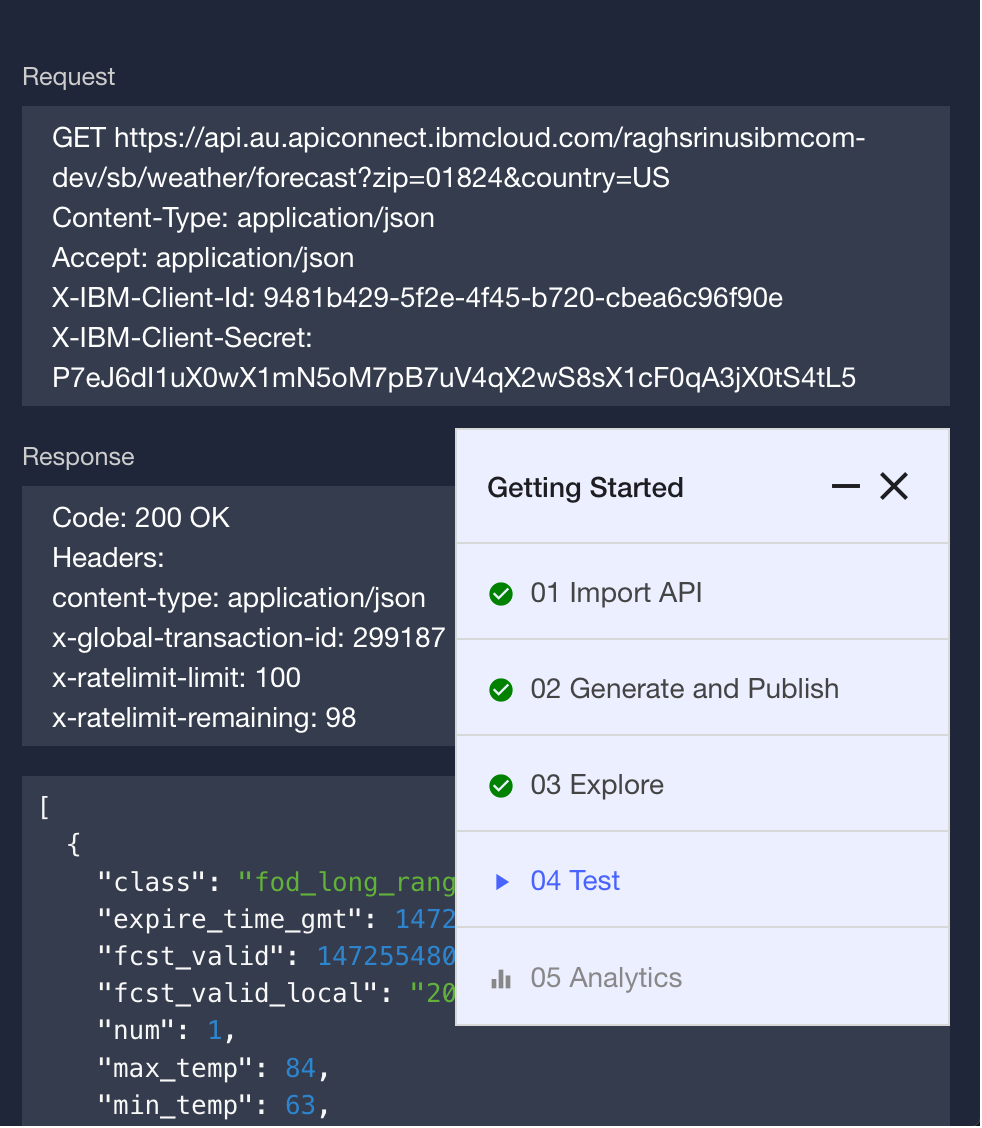 Request
GET https://api.au.apiconnect.ibmcloud.com/raghsrinusibmcom-
dev/sb/weather/forecast?zip=01824&country=US
Content-Type: application/json
Accept: application/json
X-IBM-Client-Id: 9481b429-5f2e-4f45-b720-cbea6c96f90e
X-IBM-Client-Secret:
P7eJ6dI1uX0wX1mN5oM7pB7uV4qX2wS8sX1cF0qA3jX0tS4tL5
Response
Code: 200 OK
Headers:
content-type: application/json
x-global-transaction-id: 299187
x-ratelimit-limit: 100
x-ratelimit-remaining: 98
[
{
"class": "fod_long_rang
"expire_time_gmt": 1472
"fcst_valid": 147255480
"fcst_valid_local": "20
"num": 1,
"max_temp": 84,
"min_temp": 63,
Getting Started
01 Import API
02 Generate and Publish
03 Explore
04 Test
05 Analytics